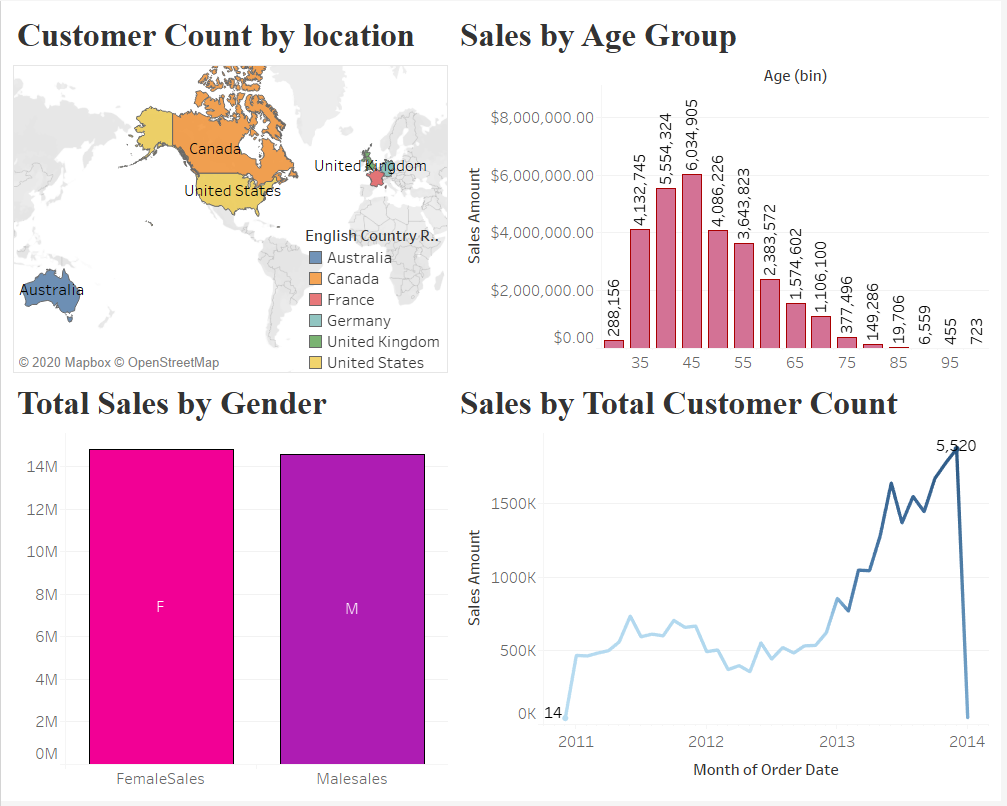 Customer Count by location
Canada
United States
United Kingdom
Australia
English Country R..
Australia
Canada
France
Germany
United Kingdom
United States
© 2020 Mapbox © OpenStreetMap
Sales by Age Group
Age (bin)
Sales Amount
$8,000,000.00
$6,000,000.00
$4,000,000.00
$2,000,000.00
$0.00
288,156
4,132,745
5,554,324
6,034,905
4,086,226
3,643,823
2,383,572
1,574,602
1,106,100
377,496
149,286
19,706
6,559
455
723
35 45 55 65 75 85 95
Total Sales by Gender
14M
12M
10M
8M
6M
4M
2M
0M
F
M
FemaleSales Malesales
Sales by Total Customer Count
Sales Amount
1500K
1000K
500K
0K
14
5,520
2011 2012 2013 2014
Month of Order Date